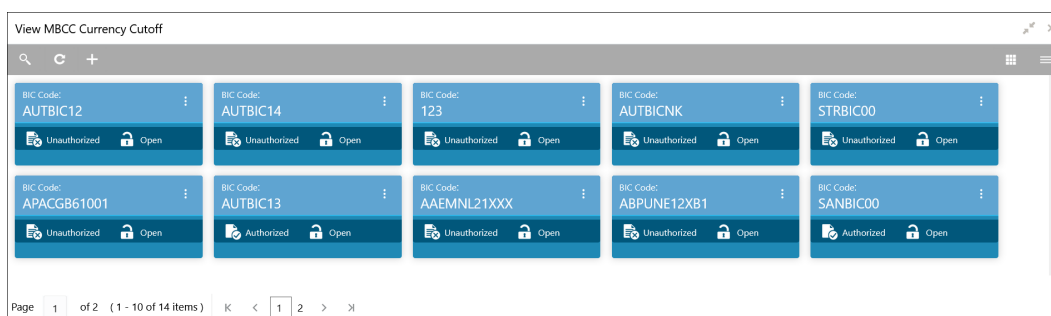 View MBCC Currency Cutoff
BIC Code: BIC Code: BIC Code: BIC Code: BIC Code:
AUTBIC12 AUTBIC14 123 AUTBICNK STRBIC00
Unauthorized Open Unauthorized Open Unauthorized Open Unauthorized Open Unauthorized Open
BIC Code: BIC Code: BIC Code: BIC Code: BIC Code:
APACGB61001 AUTBIC13 AAEMNL21XXX ABPUNE12XB1 SANBIC00
Unauthorized Open Authorized Open Unauthorized Open Unauthorized Open Authorized Open
Page 1 of 2 ( 1 - 10 of 14 items ) 1 2